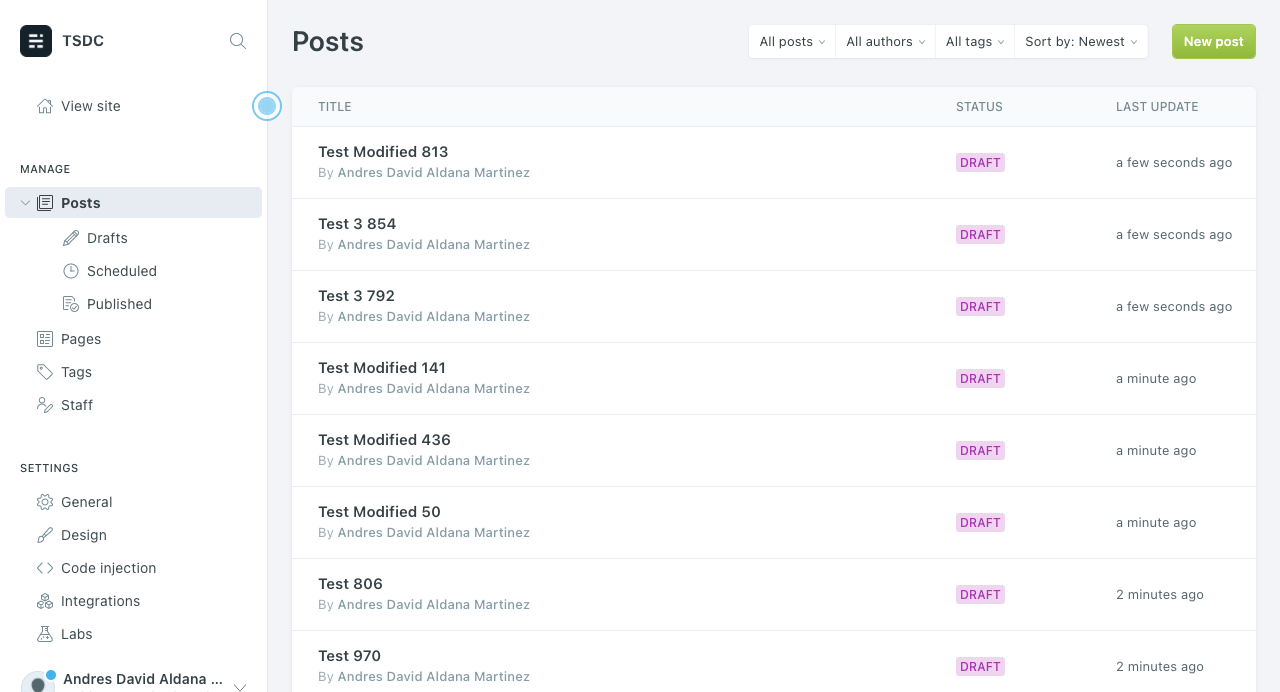 TSDC
View site
MANAGE
Posts
Drafts
Scheduled
Published
Pages
Tags
Staff
SETTINGS
General
Design
Code injection
Integrations
Labs
Andres David Aldana ...
Posts
All posts All authors All tags Sort by: Newest New post
TITLE STATUS LAST UPDATE
Test Modified 813
By Andres David Aldana Martinez
DRAFT a few seconds ago
Test 3 854
By Andres David Aldana Martinez
DRAFT a few seconds ago
Test 3 792
By Andres David Aldana Martinez
DRAFT a few seconds ago
Test Modified 141
By Andres David Aldana Martinez
DRAFT a minute ago
Test Modified 436
By Andres David Aldana Martinez
DRAFT a minute ago
Test Modified 50
By Andres David Aldana Martinez
DRAFT a minute ago
Test 806
By Andres David Aldana Martinez
DRAFT 2 minutes ago
Test 970
By Andres David Aldana Martinez
DRAFT 2 minutes ago